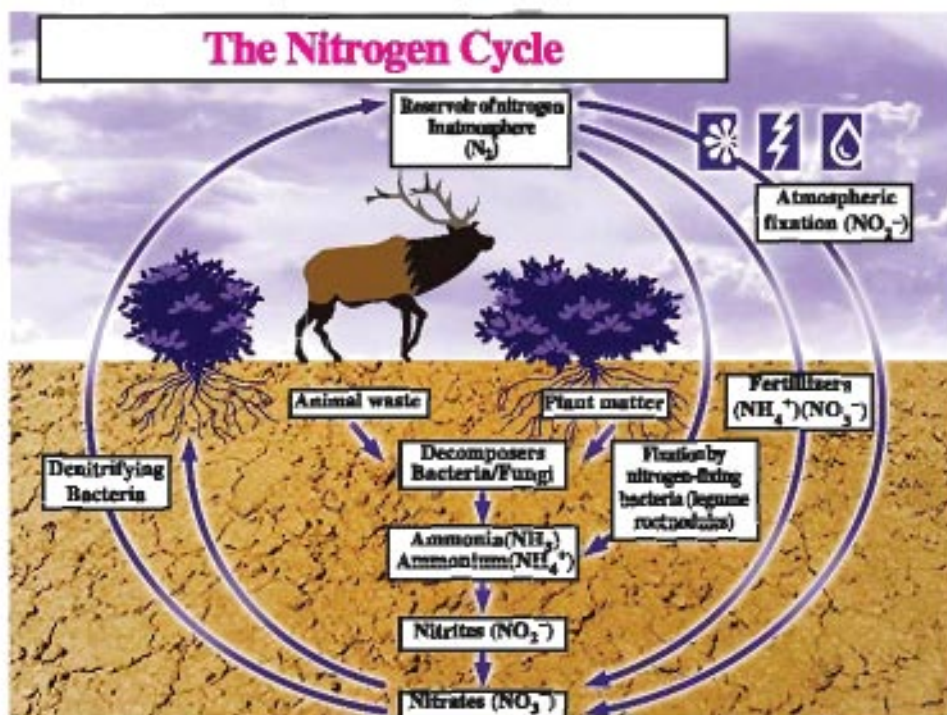 The Nitrogen Cycle
Reservoir of nitrogen
In atmosphere
(N₂)
Atmospheric
fixation (NO₃⁻)
Animal waste
Plant matter
Fertilizers
(NH₄⁺)(NO₃⁻)
Denitrifying
Bacteria
Decomposers
Bacteria/Fungi
Fixation by
nitrogen-fixing
bacteria (legume
root nodules)
Ammonia(NH₃)
Ammonium(NH₄⁺)
Nitrites (NO₂⁻)
Nitrates (NO₃⁻)